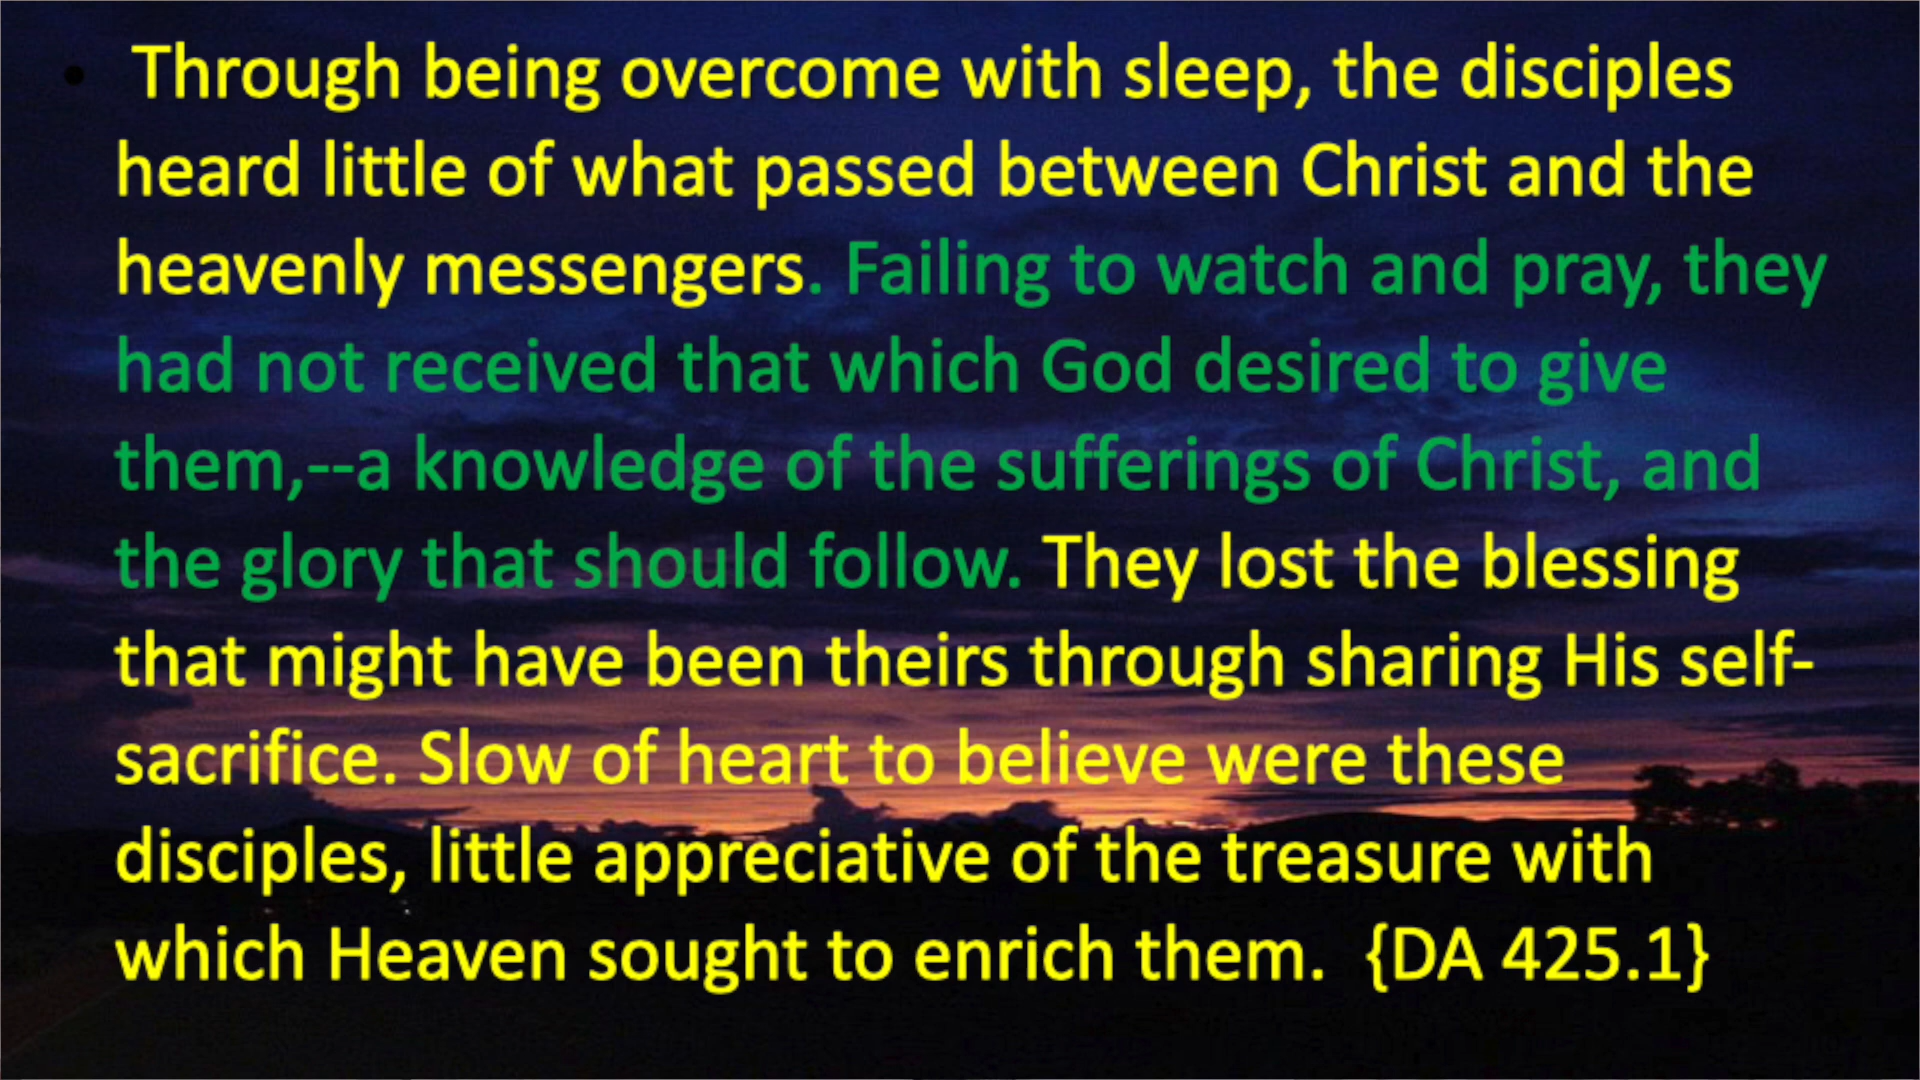 • Through being overcome with sleep, the disciples
heard little of what passed between Christ and the
heavenly messengers. Failing to watch and pray, they
had not received that which God desired to give
them,--a knowledge of the sufferings of Christ, and
the glory that should follow. They lost the blessing
that might have been theirs through sharing His self-
sacrifice. Slow of heart to believe were these
disciples, little appreciative of the treasure with
which Heaven sought to enrich them.  {DA 425.1}